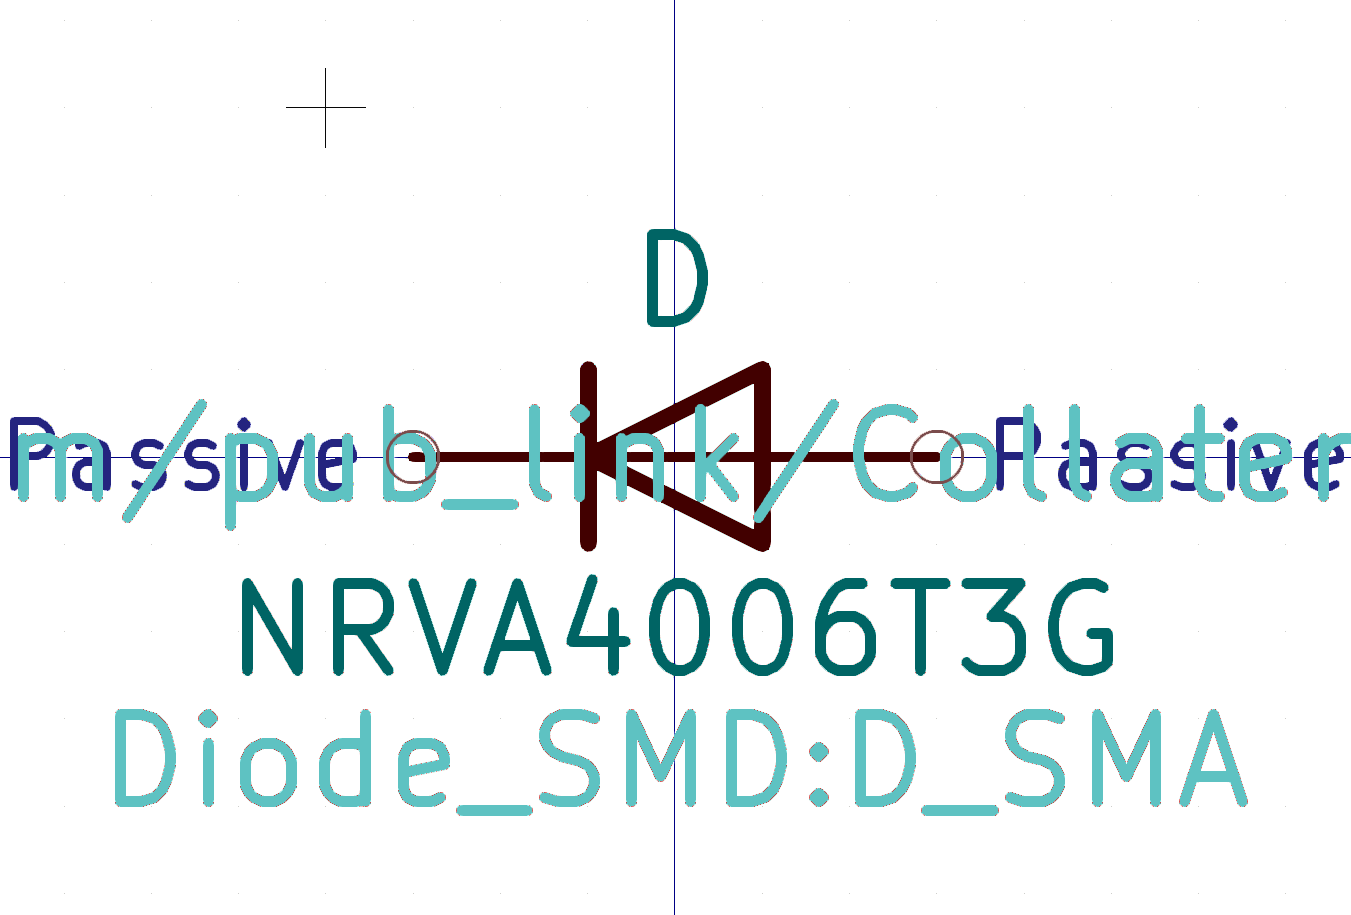 D
Passive
m/pub_link/Collater
Passive
NRVA4006T3G
Diode_SMD:D_SMA